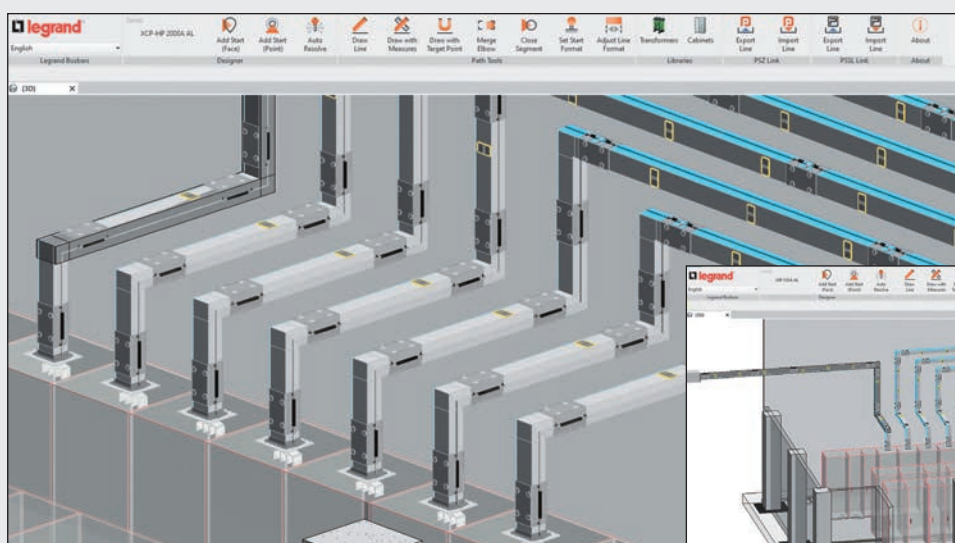 legrand
English
XCP-HP 2000A AL
Add Start
(Face)
Add Start
(Point)
Auto
Resolve
Draw
Line
Draw with
Measures
Draw with
Target Point
Merge
Elbow
Close
Segment
Set Start
Format
Adjust Line
Format
Transformers
Cabinets
Export
Line
Import
Line
Export
Line
Import
Line
About
Legrand Busbars
Designer
Path Tools
Libraries
PSZ Link
PSSL Link
About
{3D}
legrand
English
Add Start
(Face)
Add Start
(Point)
Auto
Resolve
Draw
Line
Draw with
Measures
Legrand Busbars
Designer